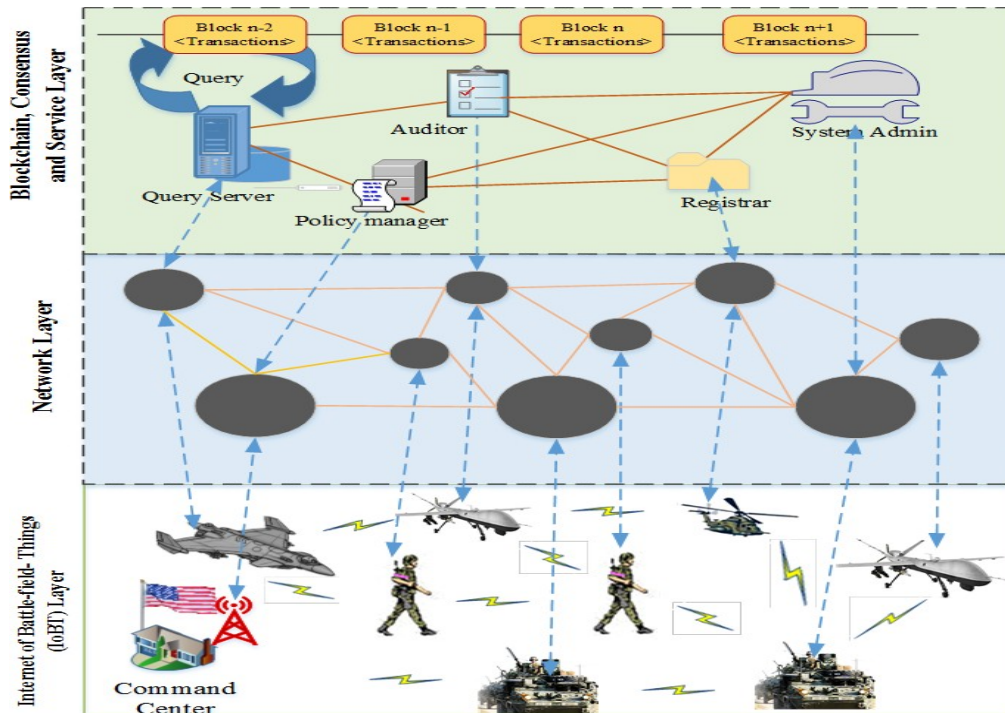 Block n-2
<Transactions>
Block n-1
<Transactions>
Block n
<Transactions>
Block n+1
<Transactions>
Query
Auditor
System Admin
Query Server
Policy manager
Registrar
Blockchain, Consensus
and Service Layer
Network Layer
Internet of Battle-field- Things
(IoBT) Layer
Command
Center